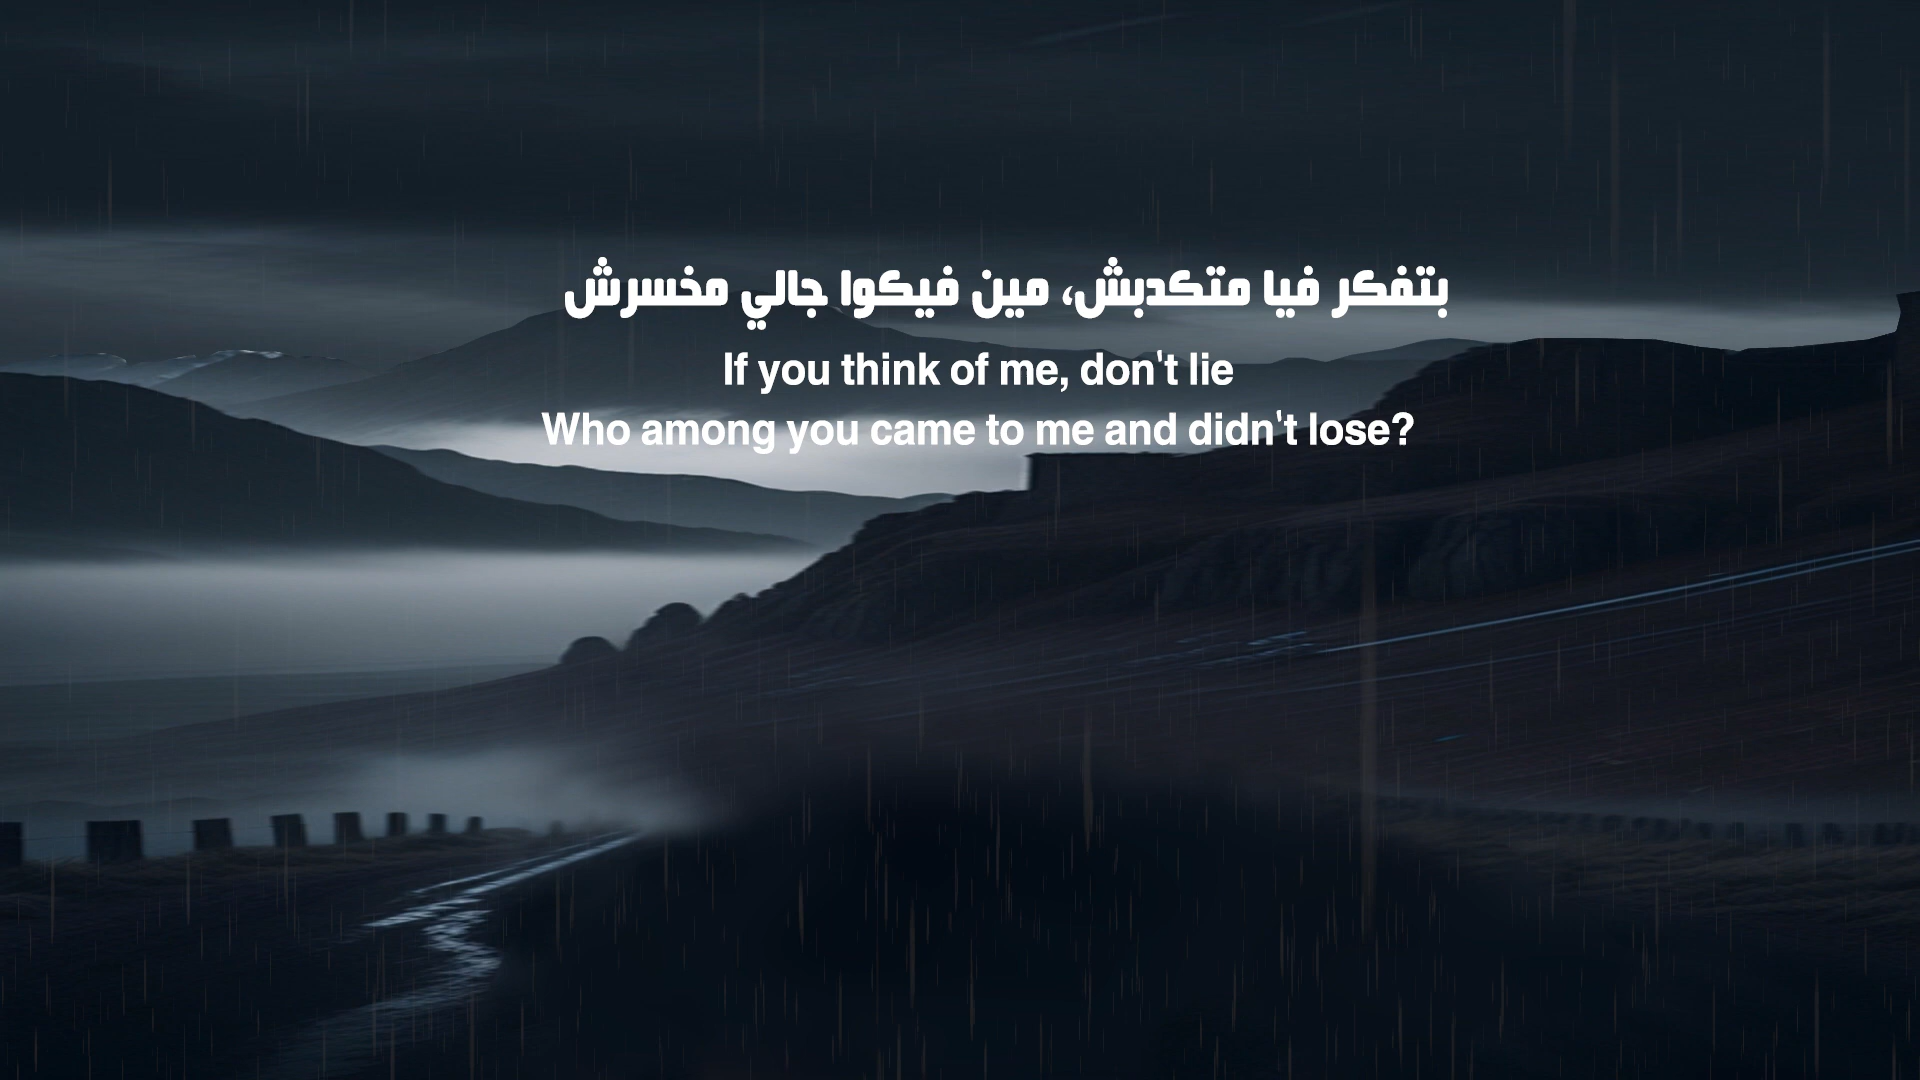 بتفكر فيا متكدبش، مين فيكوا جالي مخسرش
If you think of me, don't lie
Who among you came to me and didn't lose?